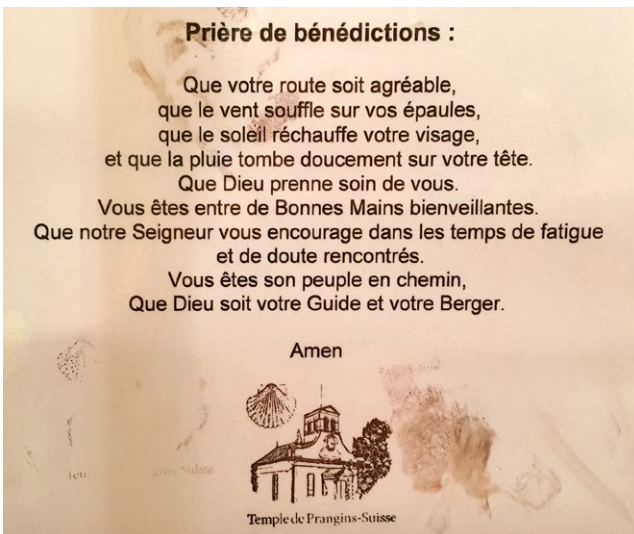 Prière de bénédictions :
Que votre route soit agréable,
que le vent souffle sur vos épaules,
que le soleil réchauffe votre visage,
et que la pluie tombe doucement sur votre tête.
Que Dieu prenne soin de vous.
Vous êtes entre de Bonnes Mains bienveillantes.
Que notre Seigneur vous encourage dans les temps de fatigue
et de doute rencontrés.
Vous êtes son peuple en chemin,
Que Dieu soit votre Guide et votre Berger.
Amen
Temple de Prangins-Suisse